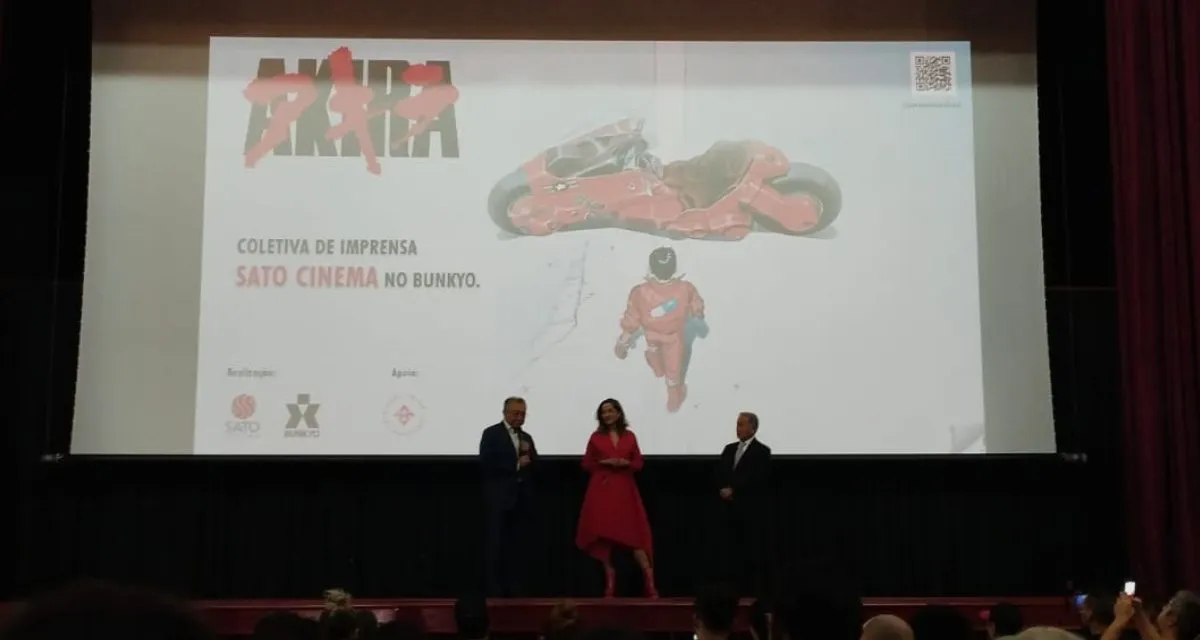 AKIRA
アキラ
COLETIVA DE IMPRENSA
SATO CINEMA NO BUNKYO.
Realização:
Apoio:
SATO
BUNKYO